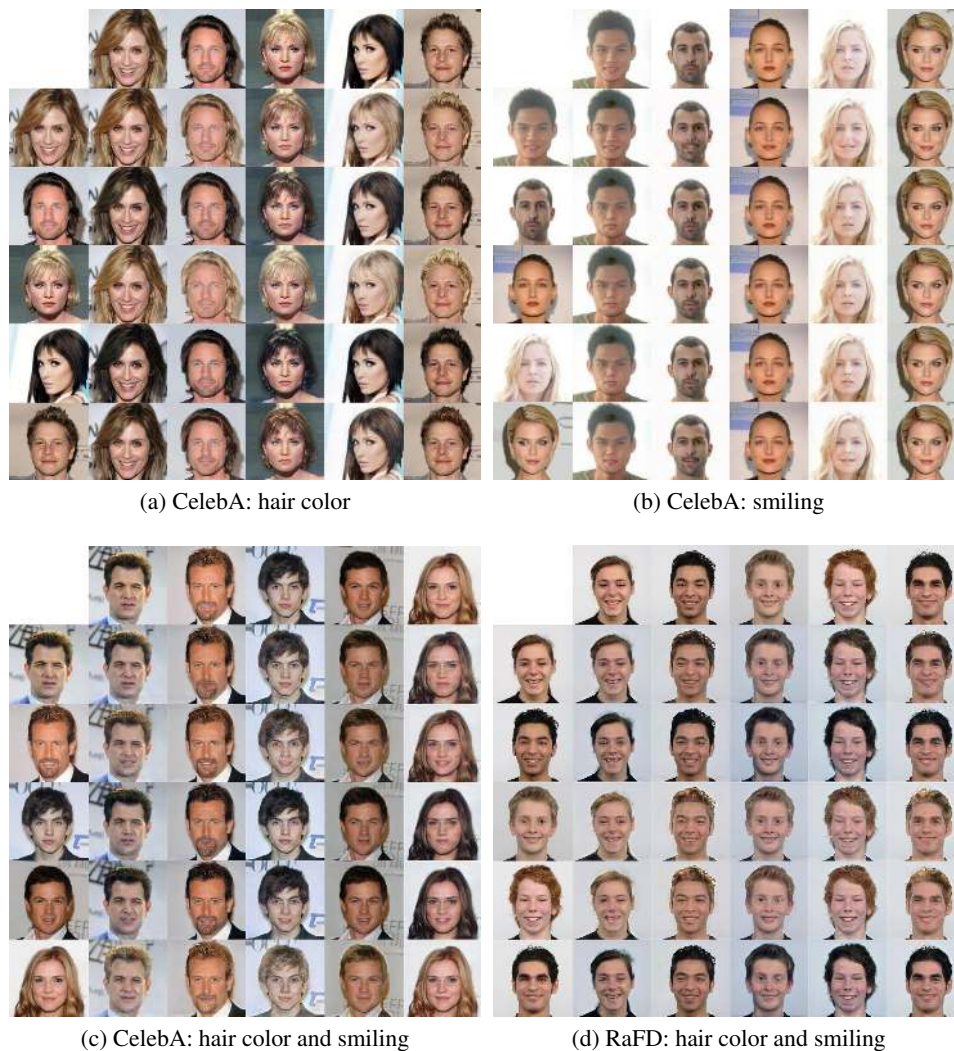 (a) CelebA: hair color
(b) CelebA: smiling
(c) CelebA: hair color and smiling
(d) RaFD: hair color and smiling